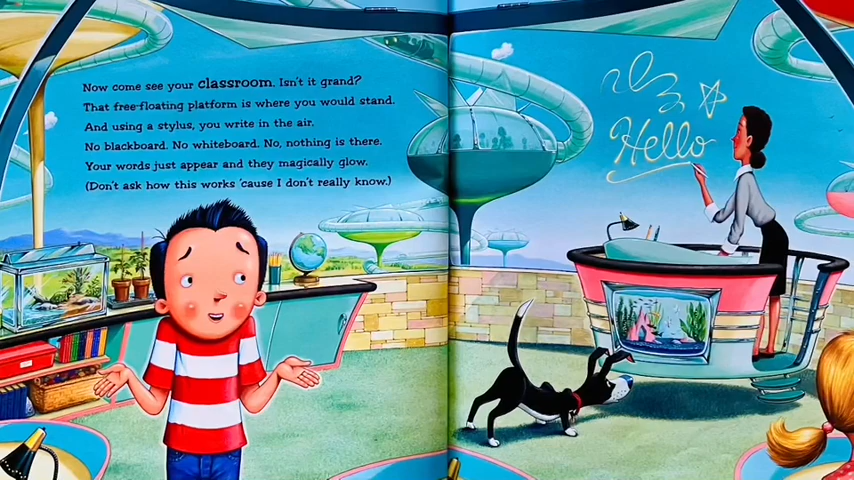 Now come see your classroom. Isn't it grand?
That free-floating platform is where you would stand.
And using a stylus, you write in the air.
No blackboard. No whiteboard. No, nothing is there.
Your words just appear and they magically glow.
(Don't ask how this works 'cause I don't really know.)
Hello